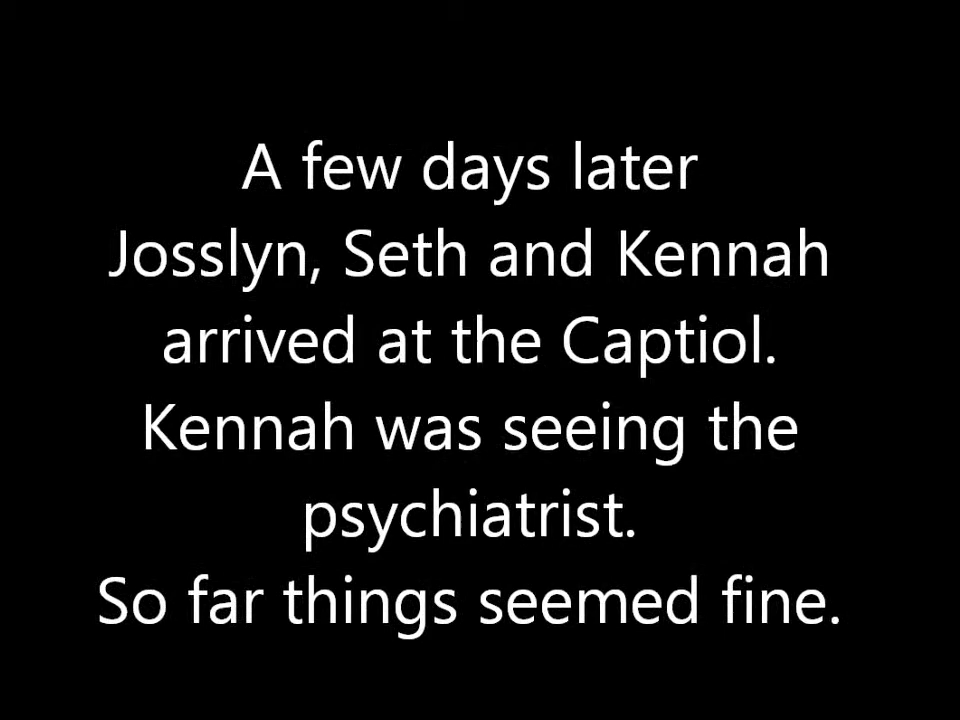 A few days later
Josslyn, Seth and Kennah
arrived at the Captiol.
Kennah was seeing the
psychiatrist.
So far things seemed fine.